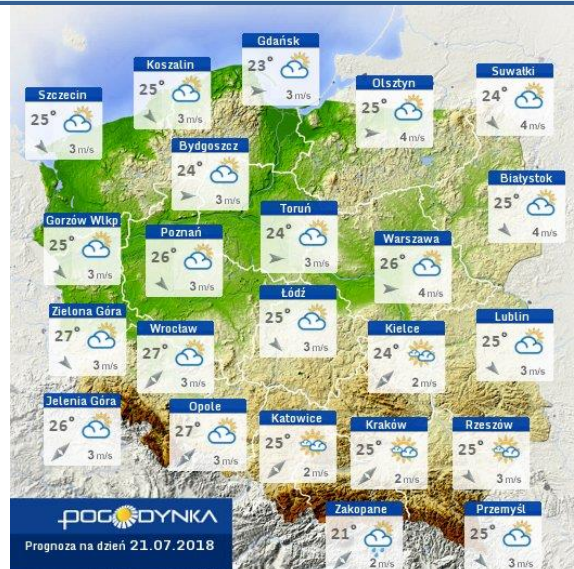 Gdańsk
23°
3 m/s
Koszalin
25°
3 m/s
Suwałki
24°
4 m/s
Olsztyn
25°
4 m/s
Szczecin
25°
3 m/s
Bydgoszcz
24°
3 m/s
Białystok
25°
4 m/s
Toruń
24°
3 m/s
Gorzów Wlkp
25°
3 m/s
Poznań
26°
3 m/s
Warszawa
26°
4 m/s
Łódź
25°
3 m/s
Zielona Góra
27°
3 m/s
Wrocław
27°
3 m/s
Kielce
24°
2 m/s
Lublin
25°
3 m/s
Jelenia Góra
26°
3 m/s
Opole
27°
3 m/s
Katowice
25°
2 m/s
Kraków
25°
2 m/s
Rzeszów
25°
3 m/s
Zakopane
21°
2 m/s
Przemyśl
25°
3 m/s
POGODYNKA
Prognoza na dzień 21.07.2018